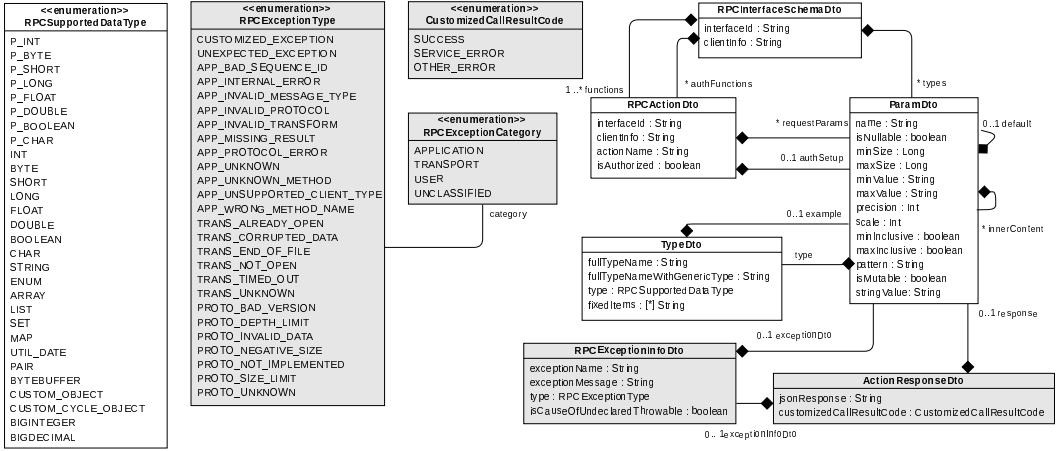 <<enumeration>>
RPCSupportedDataType
P_INT
P_BYTE
P_SHORT
P_LONG
P_FLOAT
P_DOUBLE
P_BOOLEAN
P_CHAR
INT
BYTE
SHORT
LONG
FLOAT
DOUBLE
BOOLEAN
CHAR
STRING
ENUM
ARRAY
LIST
SET
MAP
UTIL_DATE
PAIR
BYTEBUFFER
CUSTOM_OBJECT
CUSTOM_CYCLE_OBJECT
BIGINTEGER
BIGDECIMAL
<<enumeration>>
RPCExceptionType
CUSTOMIZED_EXCEPTION
UNEXPECTED_EXCEPTION
APP_BAD_SEQUENCE_ID
APP_INTERNAL_ERROR
APP_INVALID_MESSAGE_TYPE
APP_INVALID_PROTOCOL
APP_INVALID_TRANSFORM
APP_MISSING_RESULT
APP_PROTOCOL_ERROR
APP_UNKNOWN
APP_UNKNOWN_METHOD
APP_UNSUPPORTED_CLIENT_TYPE
APP_WRONG_METHOD_NAME
TRANS_ALREADY_OPEN
TRANS_CORRUPTED_DATA
TRANS_END_OF_FILE
TRANS_NOT_OPEN
TRANS_TIMED_OUT
TRANS_UNKNOWN
PROTO_BAD_VERSION
PROTO_DEPTH_LIMIT
PROTO_INVALID_DATA
PROTO_NEGATIVE_SIZE
PROTO_NOT_IMPLEMENTED
PROTO_SIZE_LIMIT
PROTO_UNKNOWN
<<enumeration>>
CustomizedCallResultCode
SUCCESS
SERVICE_ERROR
OTHER_ERROR
<<enumeration>>
RPCExceptionCategory
APPLICATION
TRANSPORT
USER
UNCLASSIFIED
category
RPCInterfaceSchemaDto
interfaceId : String
clientInfo : String
1 ..* functions
* authFunctions
* types
RPCActionDto
interfaceId : String
clientInfo : String
actionName : String
isAuthorized : boolean
* requestParams
0..1 authSetup
ParamDto
name : String
isNullable : boolean
minSize : Long
maxSize : Long
minValue : String
maxValue : String
precision : Int
scale : Int
minInclusive : boolean
maxInclusive : boolean
pattern : String
isMutable : boolean
stringValue: String
0..1 default
* innerContent
0..1 example
TypeDto
fullTypeName : String
fullTypeNameWithGenericType : String
type : RPCSupportedDataType
fixedItems : [*] String
type
0..1 response
0..1 exceptionDto
RPCExceptionInfoDto
exceptionName : String
exceptionMessage : String
type : RPCExceptionType
isCauseOfUndeclaredThrowable : boolean
ActionResponseDto
jsonResponse : String
customizedCallResultCode : CustomizedCallResultCode
0.. 1exceptionInfoDto